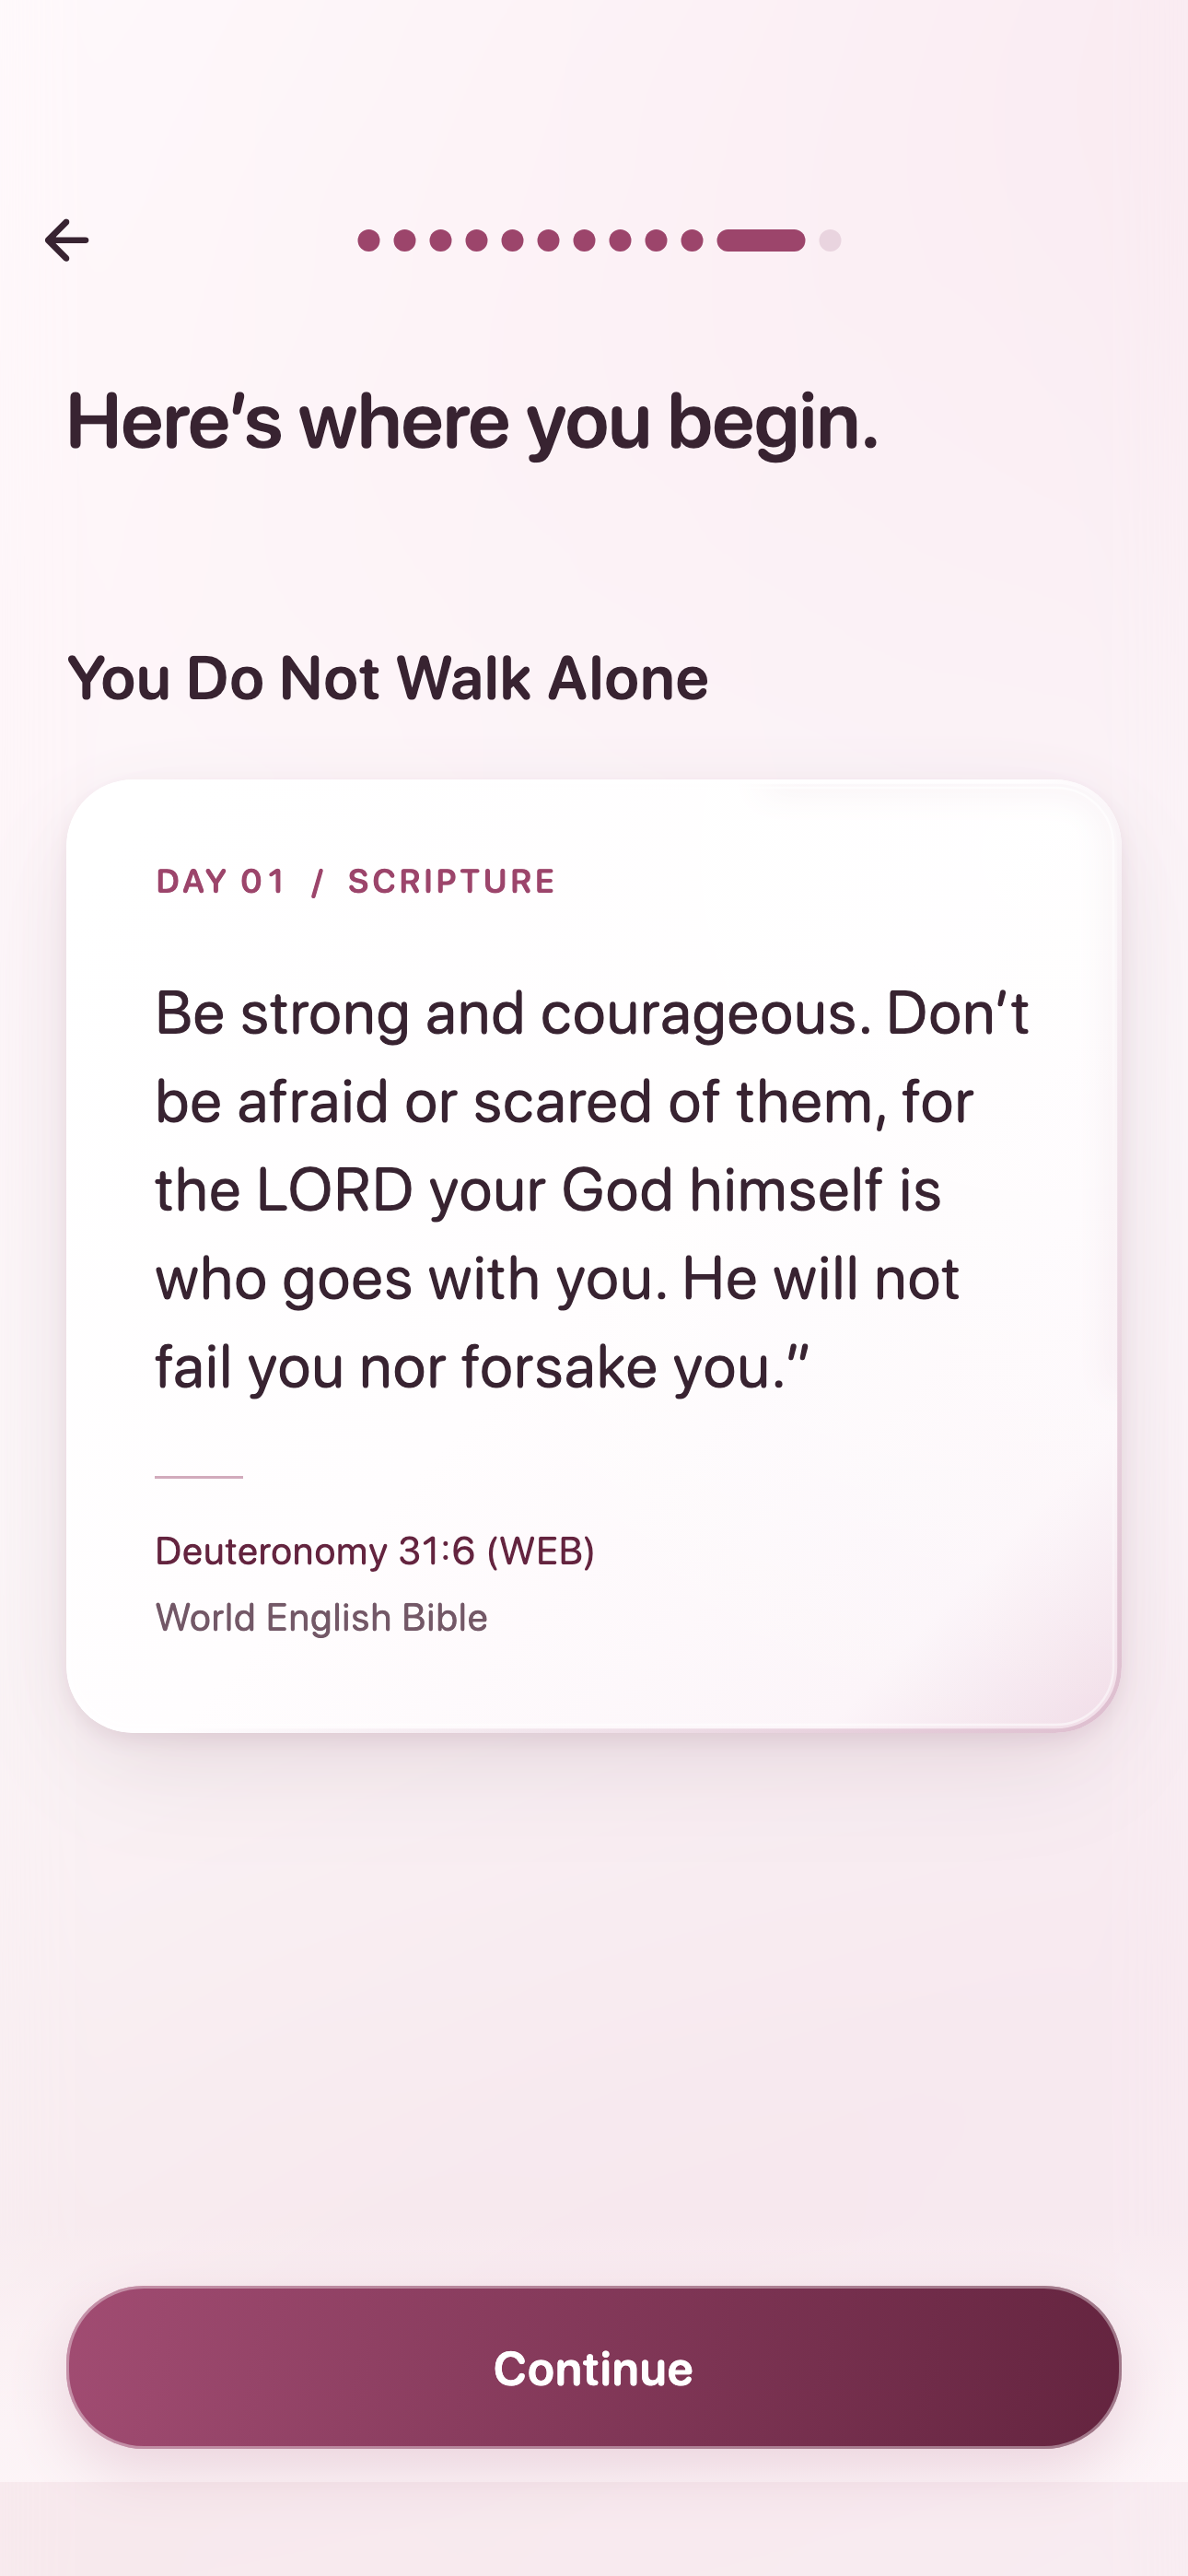 Here’s where you begin.
You Do Not Walk Alone
DAY 01 / SCRIPTURE
Be strong and courageous. Don’t
be afraid or scared of them, for
the LORD your God himself is
who goes with you. He will not
fail you nor forsake you.”
Deuteronomy 31:6 (WEB)
World English Bible
Continue